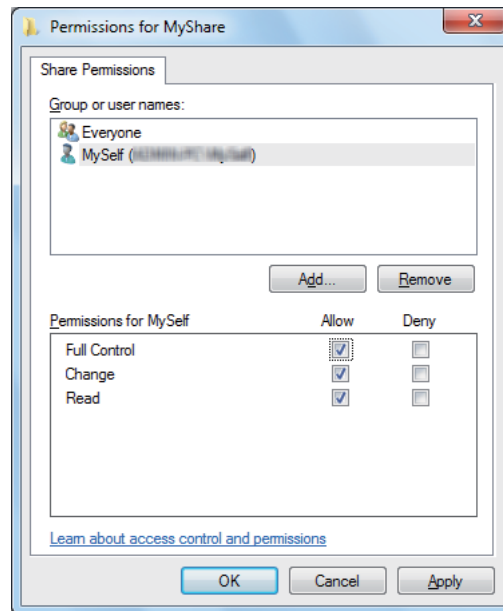 Permissions for MyShare
Share Permissions
Group or user names:
Everyone
MySelf (
Add... Remove
Permissions for MySelf Allow Deny
Full Control
Change
Read
Learn about access control and permissions
OK Cancel Apply